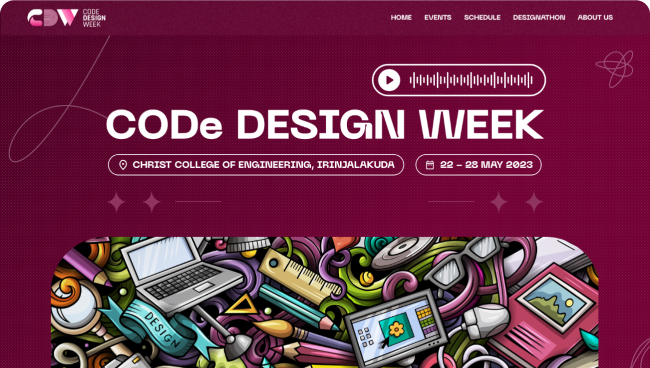 CDW
CODE
DESIGN
WEEK
HOME EVENTS SCHEDULE DESIGNATHON ABOUT US
CODe DESIGN WEEK
CHRIST COLLEGE OF ENGINEERING, IRINJALAKUDA 22 – 28 MAY 2023
DESIGN